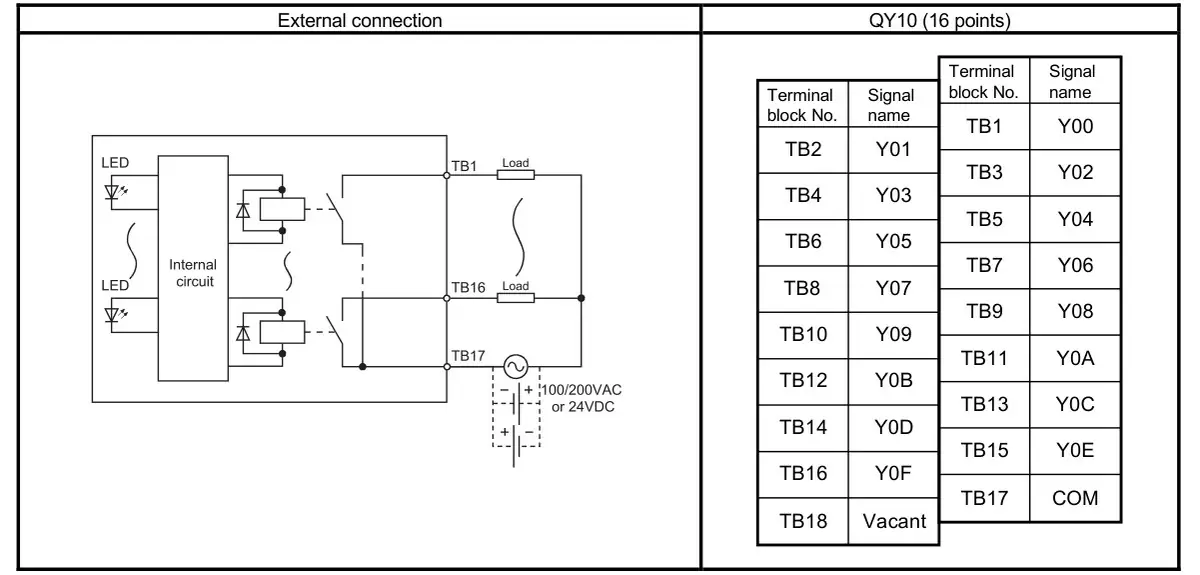 External connection
QY10 (16 points)
LED
LED
Internal
circuit
TB1
Load
TB16
Load
TB17
100/200VAC
or 24VDC
− +
+ −
Terminal
block No.
Signal
name
TB2 Y01
TB4 Y03
TB6 Y05
TB8 Y07
TB10 Y09
TB12 Y0B
TB14 Y0D
TB16 Y0F
TB18 Vacant
Terminal
block No.
Signal
name
TB1 Y00
TB3 Y02
TB5 Y04
TB7 Y06
TB9 Y08
TB11 Y0A
TB13 Y0C
TB15 Y0E
TB17 COM